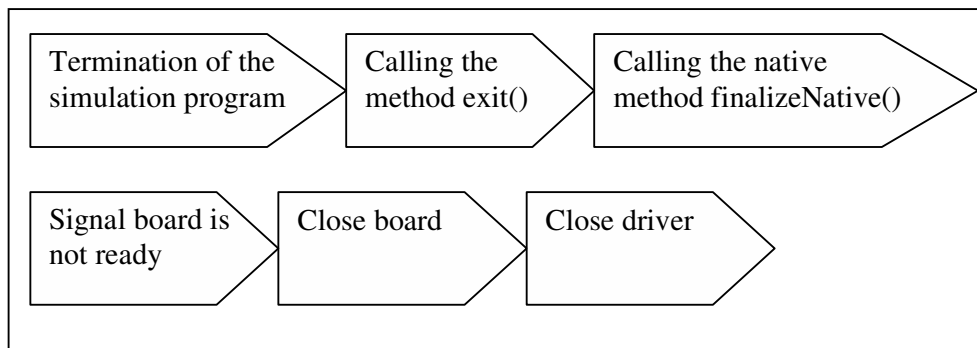 Termination of the
simulation program
Calling the
method exit()
Calling the native
method finalizeNative()
Signal board is
not ready
Close board
Close driver